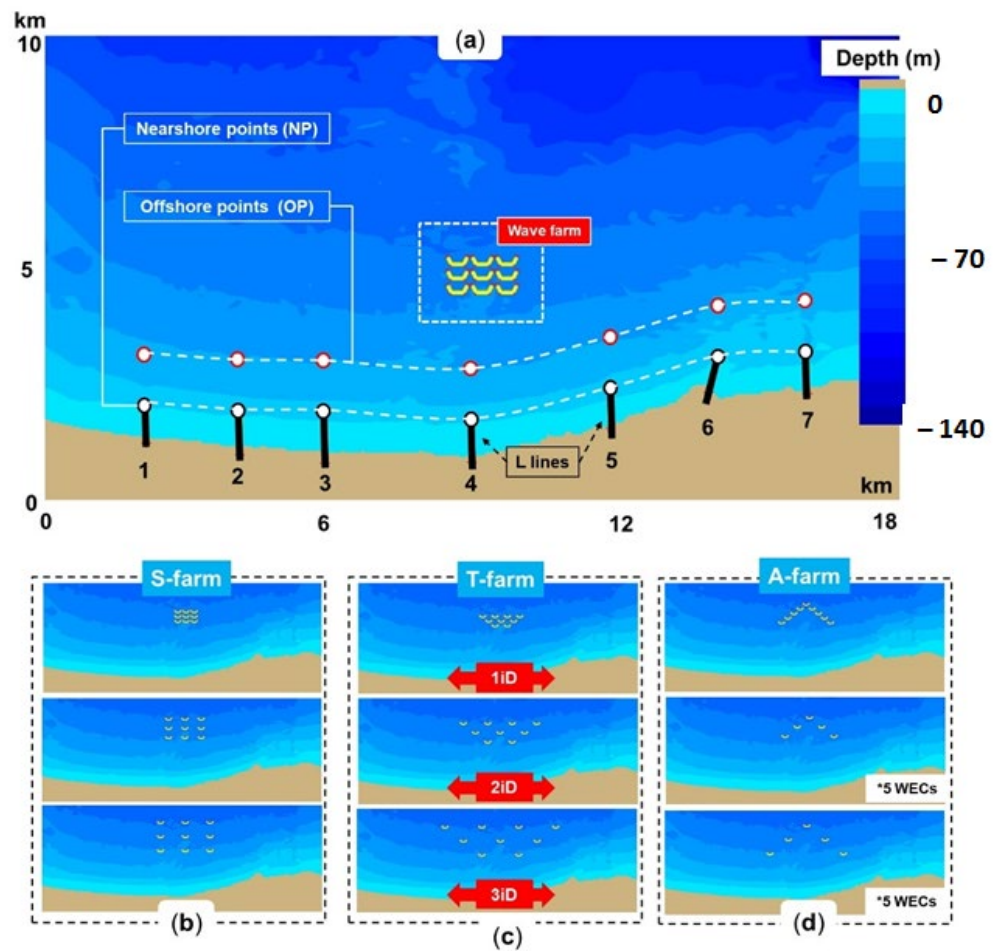 km
10
(a)
Depth (m)
0
Nearshore points (NP)
Offshore points (OP)
Wave farm
5
– 70
– 140
1
2
3
4
5
6
7
L lines
km
0
0
6
12
18
S-farm
T-farm
A-farm
1iD
2iD
*5 WECs
3iD
*5 WECs
(b)
(c)
(d)